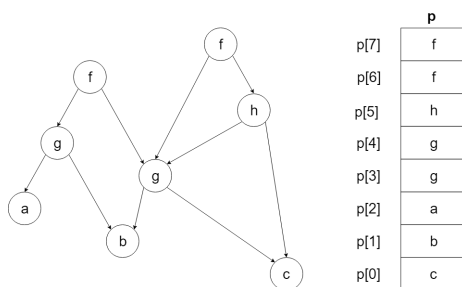 p
f
p[7] f
f
p[6] f
h
p[5] h
g
p[4] g
g
p[3] g
a
p[2] a
b
p[1] b
c
p[0] c